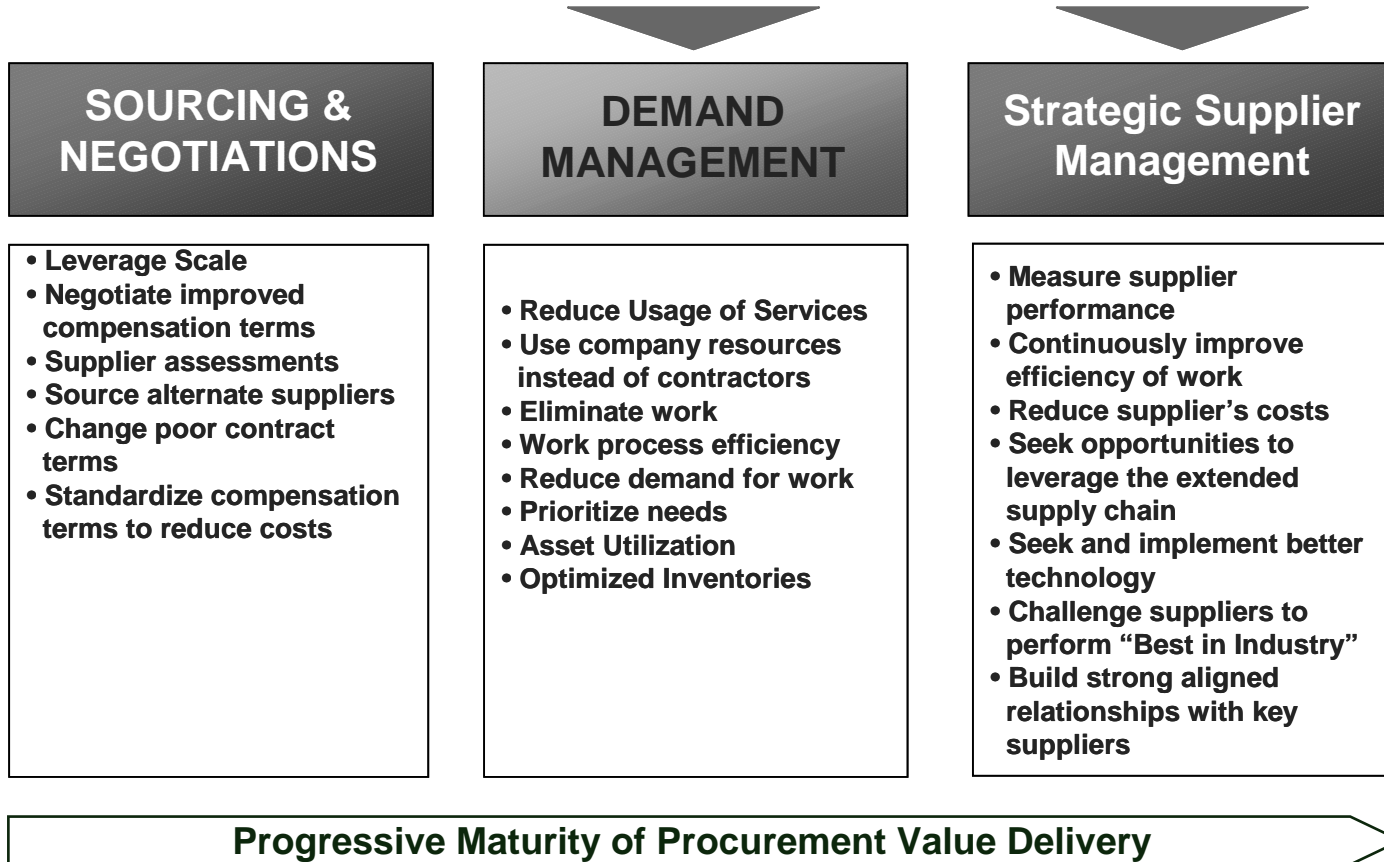 SOURCING &
NEGOTIATIONS
• Leverage Scale
• Negotiate improved
compensation terms
• Supplier assessments
• Source alternate suppliers
• Change poor contract
terms
• Standardize compensation
terms to reduce costs
DEMAND
MANAGEMENT
• Reduce Usage of Services
• Use company resources
instead of contractors
• Eliminate work
• Work process efficiency
• Reduce demand for work
• Prioritize needs
• Asset Utilization
• Optimized Inventories
Strategic Supplier
Management
• Measure supplier
performance
• Continuously improve
efficiency of work
• Reduce supplier’s costs
• Seek opportunities to
leverage the extended
supply chain
• Seek and implement better
technology
• Challenge suppliers to
perform “Best in Industry”
• Build strong aligned
relationships with key
suppliers
Progressive Maturity of Procurement Value Delivery